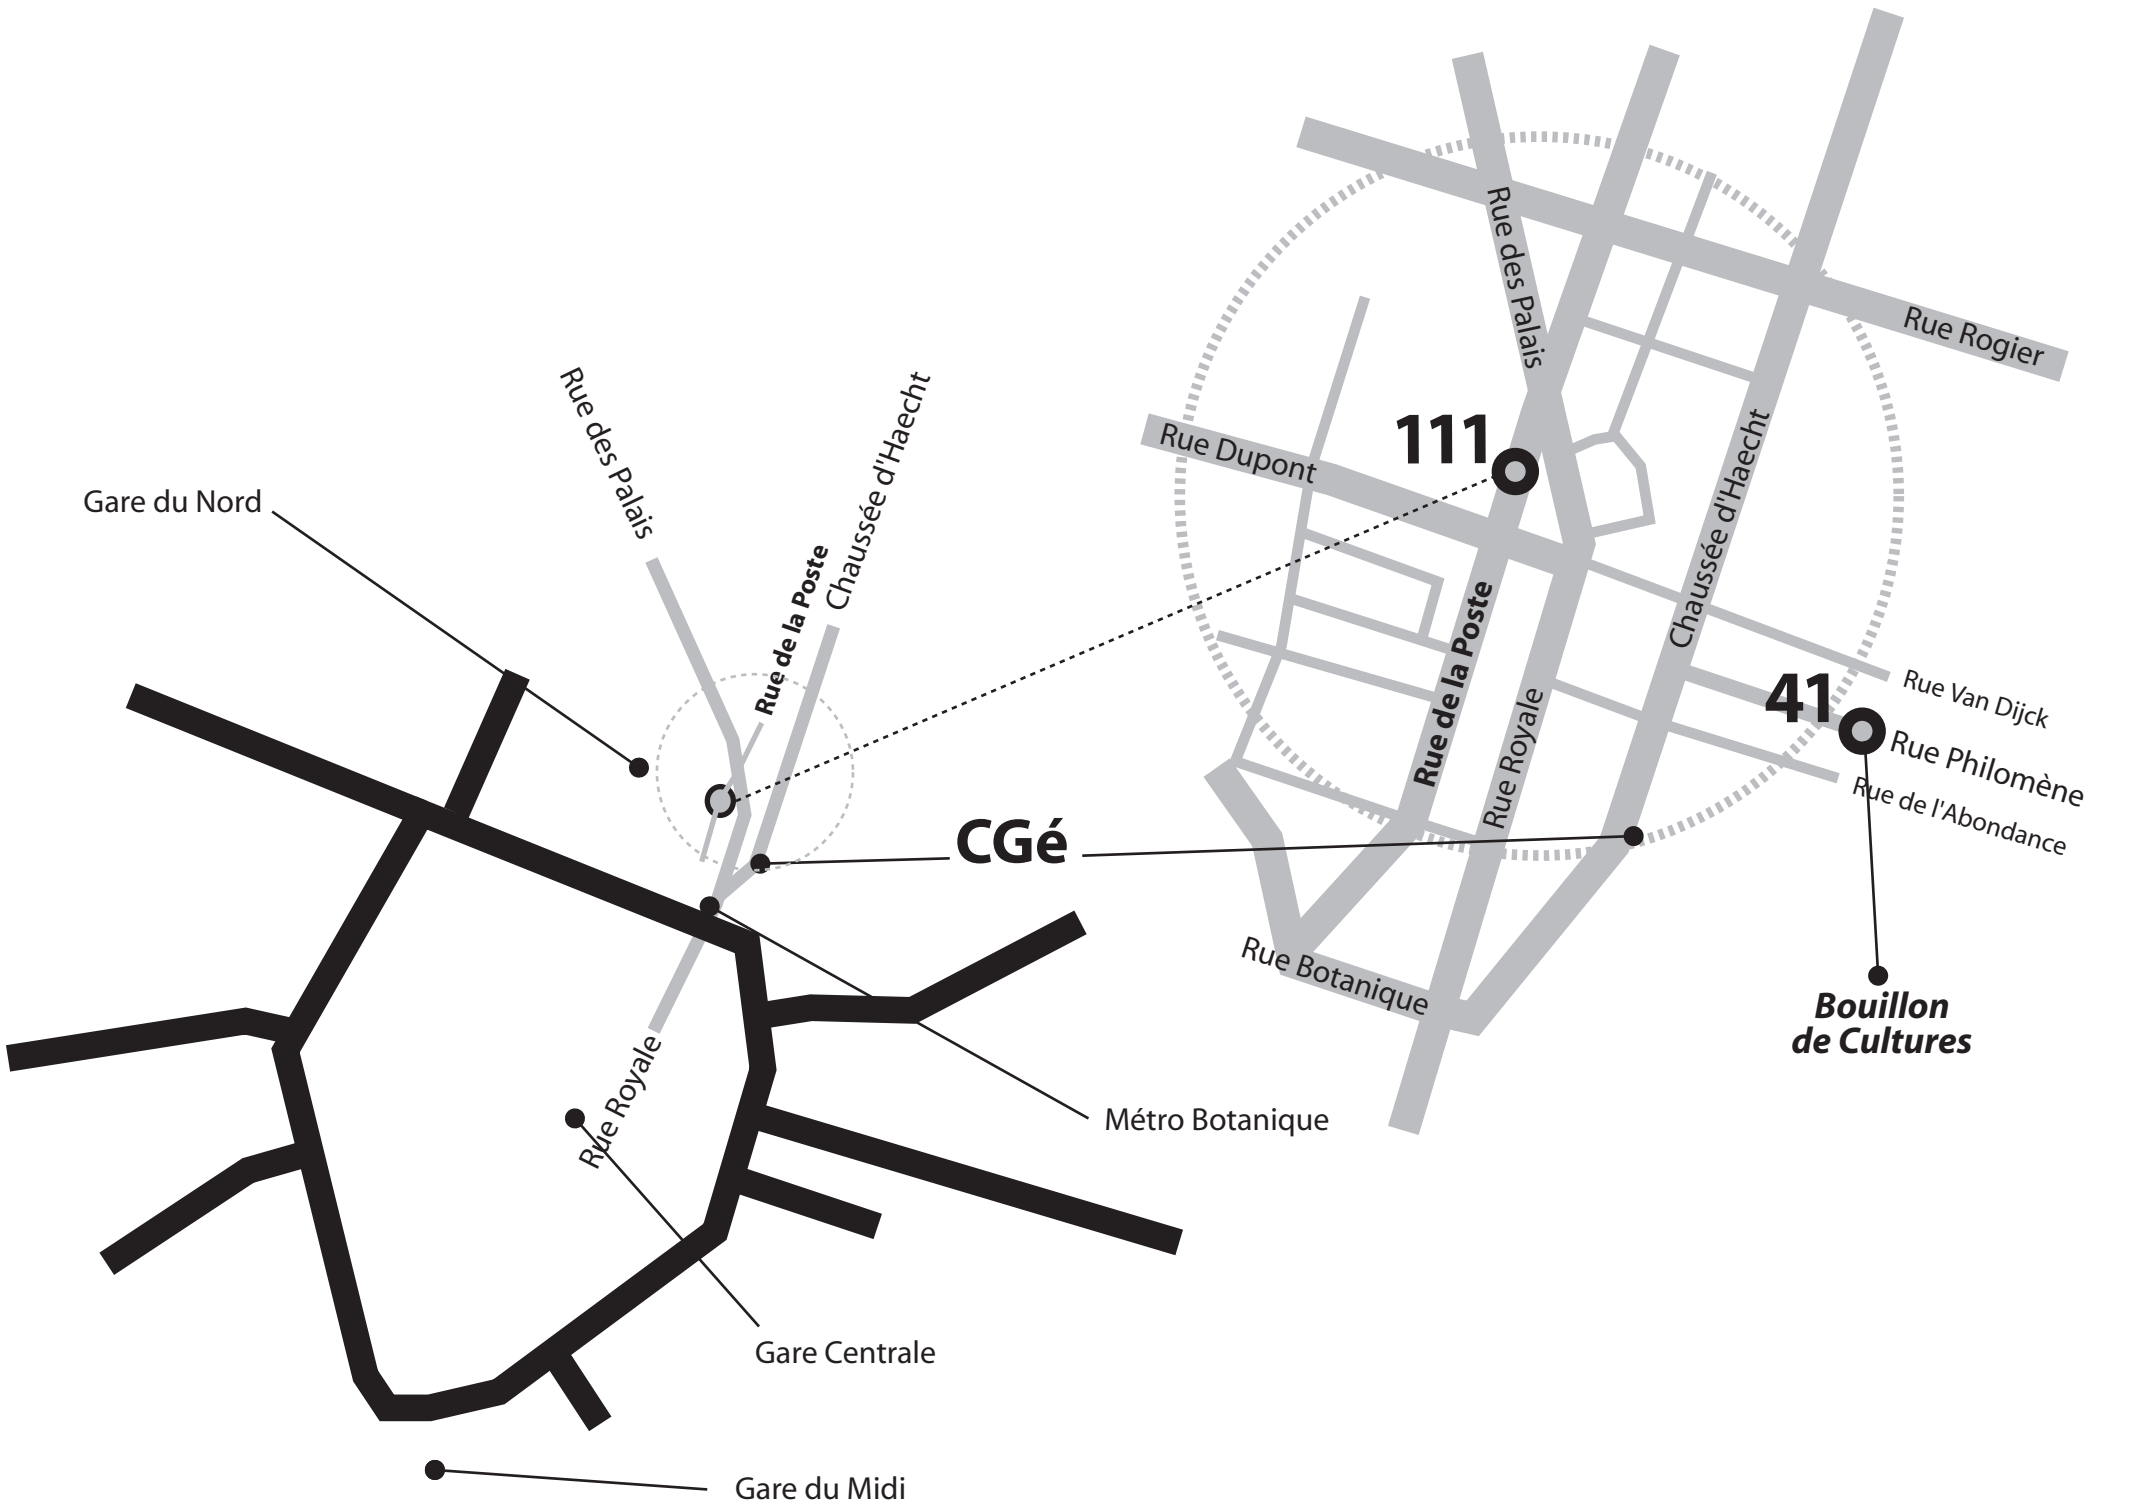 Rue des Palais
Rue Rogier
Rue des Palais
Chaussée d'Haecht
111
Rue Dupont
Chaussée d'Haecht
Gare du Nord
Rue de la Poste
Rue de la Poste
41
Rue Van Dijck
Rue Royale
Rue Philomène
Rue de l'Abondance
CGé
Rue Botanique
Bouillon
de Cultures
Rue Royale
Métro Botanique
Gare Centrale
Gare du Midi